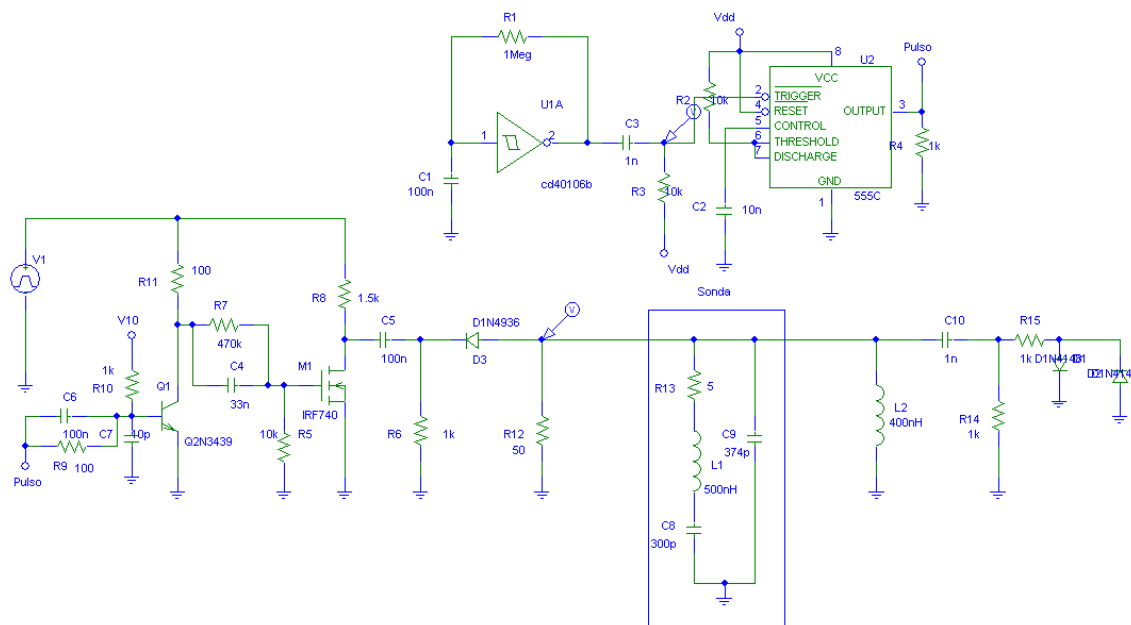 R1
1Meg
U1A
1
2
cd40106b
C1
100n
C3
1n
Vdd
R2
10k
V
R3
10k
Vdd
C2
10n
8
U2
VCC
2
TRIGGER
4
RESET
5
CONTROL
6
THRESHOLD
7
DISCHARGE
OUTPUT
3
GND
1
555C
Pulso
R4
1k
V1
R11
100
R7
470k
C4
33n
V10
1k
R10
Q1
Q2N3439
C6
100n
C7
40p
R9
100
Pulso
R8
1.5k
M1
IRF740
10k
R5
C5
100n
R6
1k
D1N4936
D3
V
R12
50
Sonda
R13
5
L1
500nH
C8
300p
C9
374p
L2
400nH
C10
1n
R15
1k
R14
1k